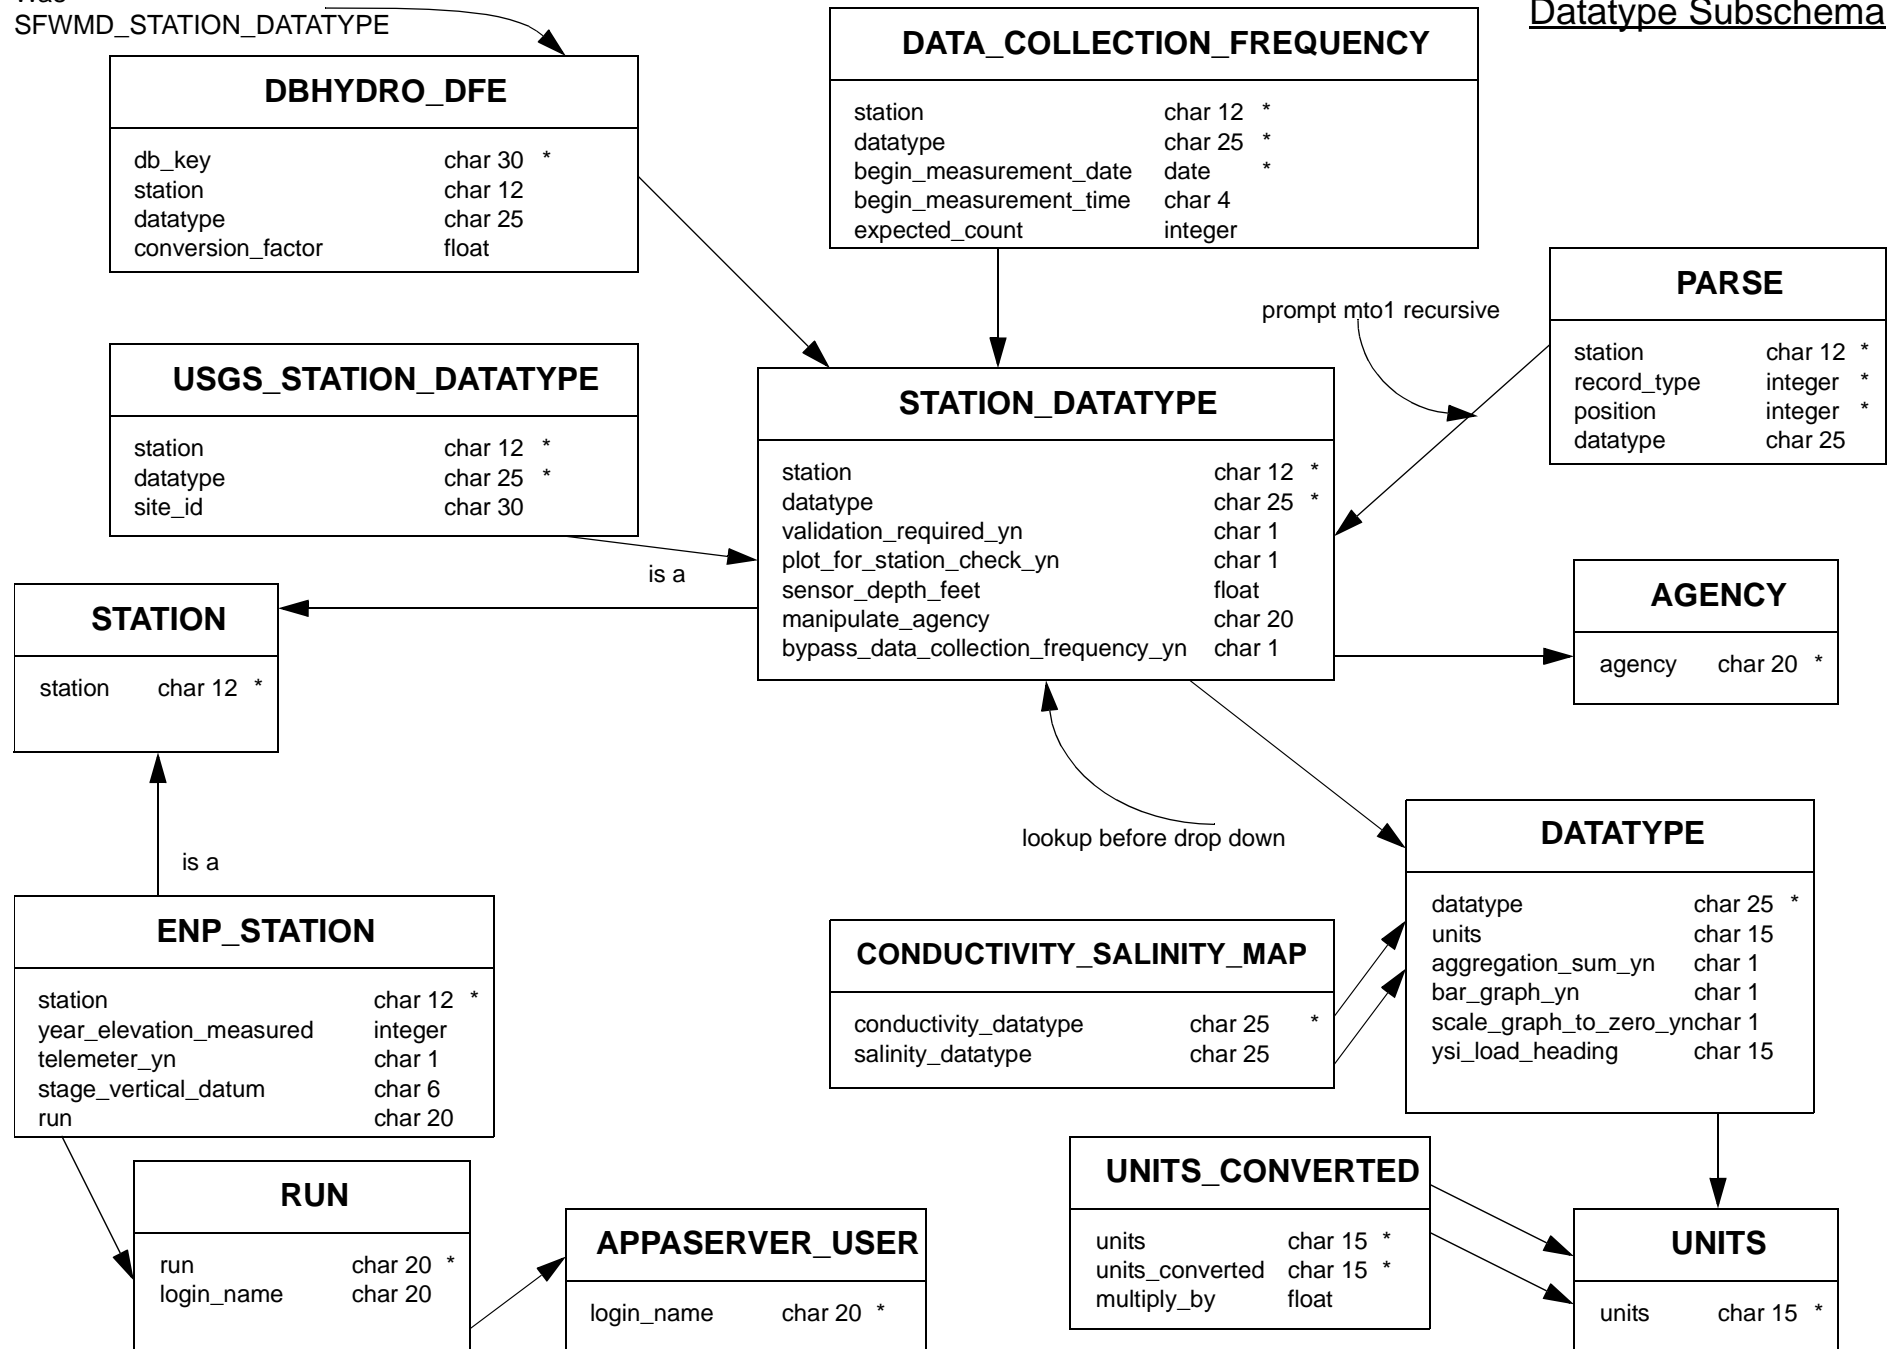 Was
SFWMD_STATION_DATATYPE
Datatype Subschema
DBHYDRO_DFE
db_key char 30 *
station char 12
datatype char 25
conversion_factor float
DATA_COLLECTION_FREQUENCY
station char 12 *
datatype char 25 *
begin_measurement_date date *
begin_measurement_time char 4
expected_count integer
PARSE
station char 12 *
record_type integer *
position integer *
datatype char 25
prompt mto1 recursive
USGS_STATION_DATATYPE
station char 12 *
datatype char 25 *
site_id char 30
STATION_DATATYPE
station char 12 *
datatype char 25 *
validation_required_yn char 1
plot_for_station_check_yn char 1
sensor_depth_feet float
manipulate_agency char 20
bypass_data_collection_frequency_yn char 1
is a
STATION
station char 12 *
AGENCY
agency char 20 *
lookup before drop down
is a
ENP_STATION
station char 12 *
year_elevation_measured integer
telemeter_yn char 1
stage_vertical_datum char 6
run char 20
CONDUCTIVITY_SALINITY_MAP
conductivity_datatype char 25 *
salinity_datatype char 25
DATATYPE
datatype char 25 *
units char 15
aggregation_sum_yn char 1
bar_graph_yn char 1
scale_graph_to_zero_ynchar 1
ysi_load_heading char 15
RUN
run char 20 *
login_name char 20
APPASERVER_USER
login_name char 20 *
UNITS_CONVERTED
units char 15 *
units_converted char 15 *
multiply_by float
UNITS
units char 15 *